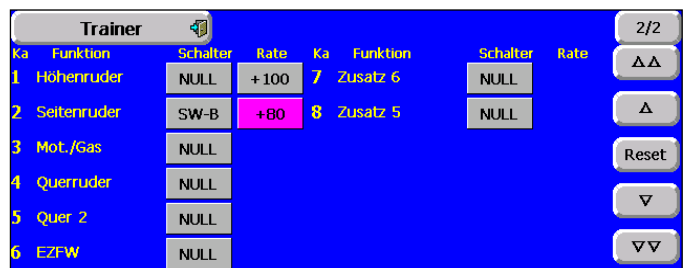 Trainer 2/2
Ka Funktion Schalter Rate Ka Funktion Schalter Rate
1 Höhenruder NULL +100 7 Zusatz 6 NULL
2 Seitenruder SW-B +80 8 Zusatz 5 NULL
3 Mot./Gas NULL Reset
4 Querruder NULL
5 Quer 2 NULL
6 EZFW NULL